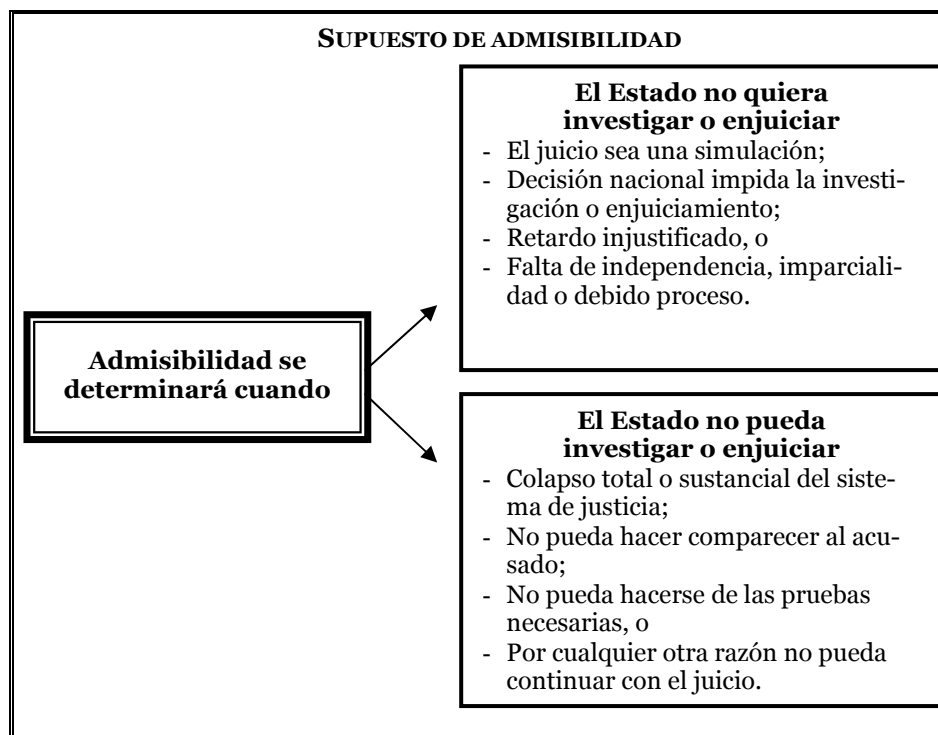 SUPUESTO DE ADMISIBILIDAD
El Estado no quiera
investigar o enjuiciar
- El juicio sea una simulación;
- Decisión nacional impida la investi-
gación o enjuiciamiento;
- Retardo injustificado, o
- Falta de independencia, imparciali-
dad o debido proceso.
Admisibilidad se
determinará cuando
El Estado no pueda
investigar o enjuiciar
- Colapso total o sustancial del siste-
ma de justicia;
- No pueda hacer comparecer al acu-
sado;
- No pueda hacerse de las pruebas
necesarias, o
- Por cualquier otra razón no pueda
continuar con el juicio.